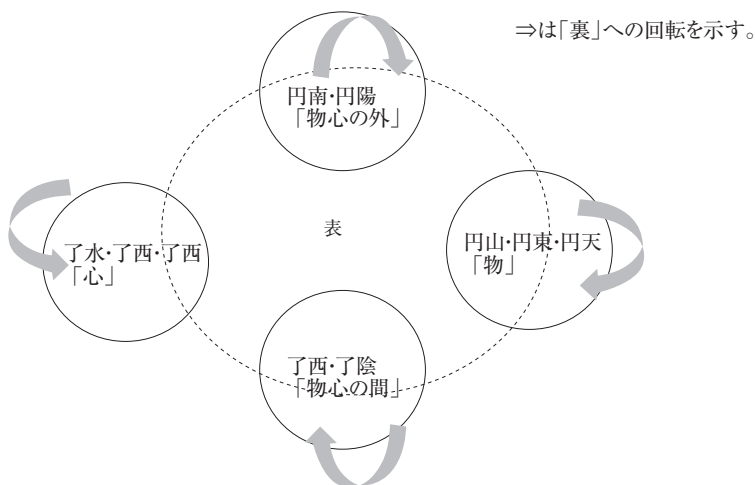 ⇒は「裏」への回転を示す。
円南・円陽
「物心の外」
表
了水・了西・了西
「心」
円山・円東・円天
「物」
了西・了陰
「物心の間」